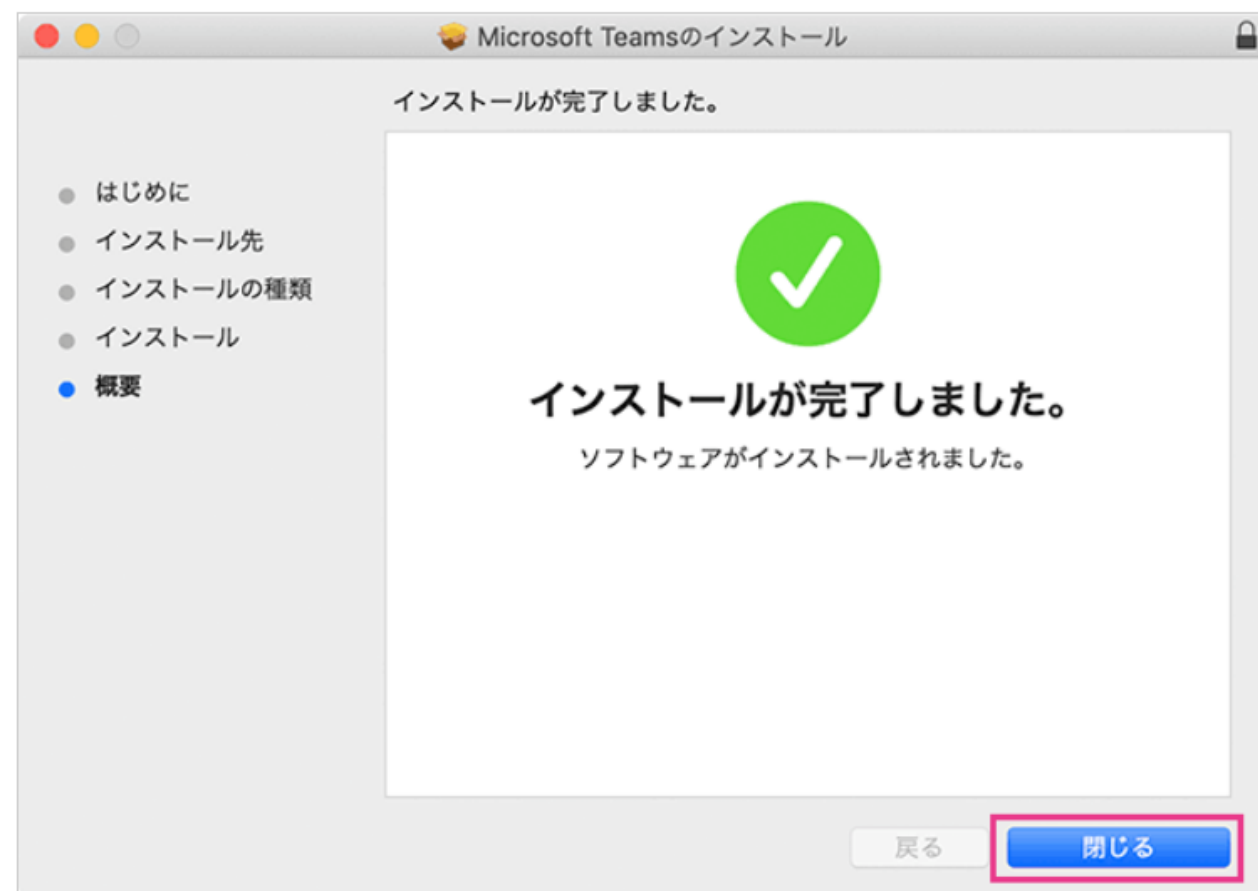 Microsoft Teamsのインストール
インストールが完了しました。
はじめに
インストール先
インストールの種類
インストール
概要
インストールが完了しました。
ソフトウェアがインストールされました。
戻る
閉じる